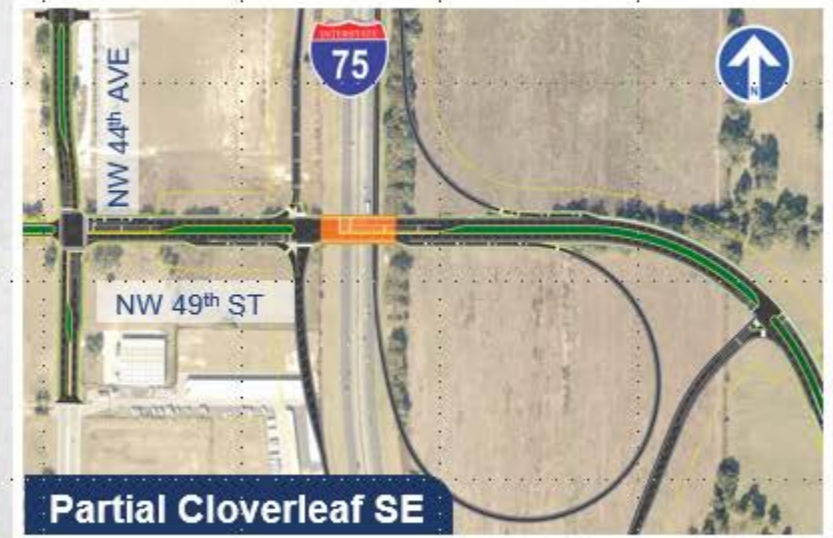 INTERSTATE
75
N
NW 44th AVE
NW 49th ST
Partial Cloverleaf SE